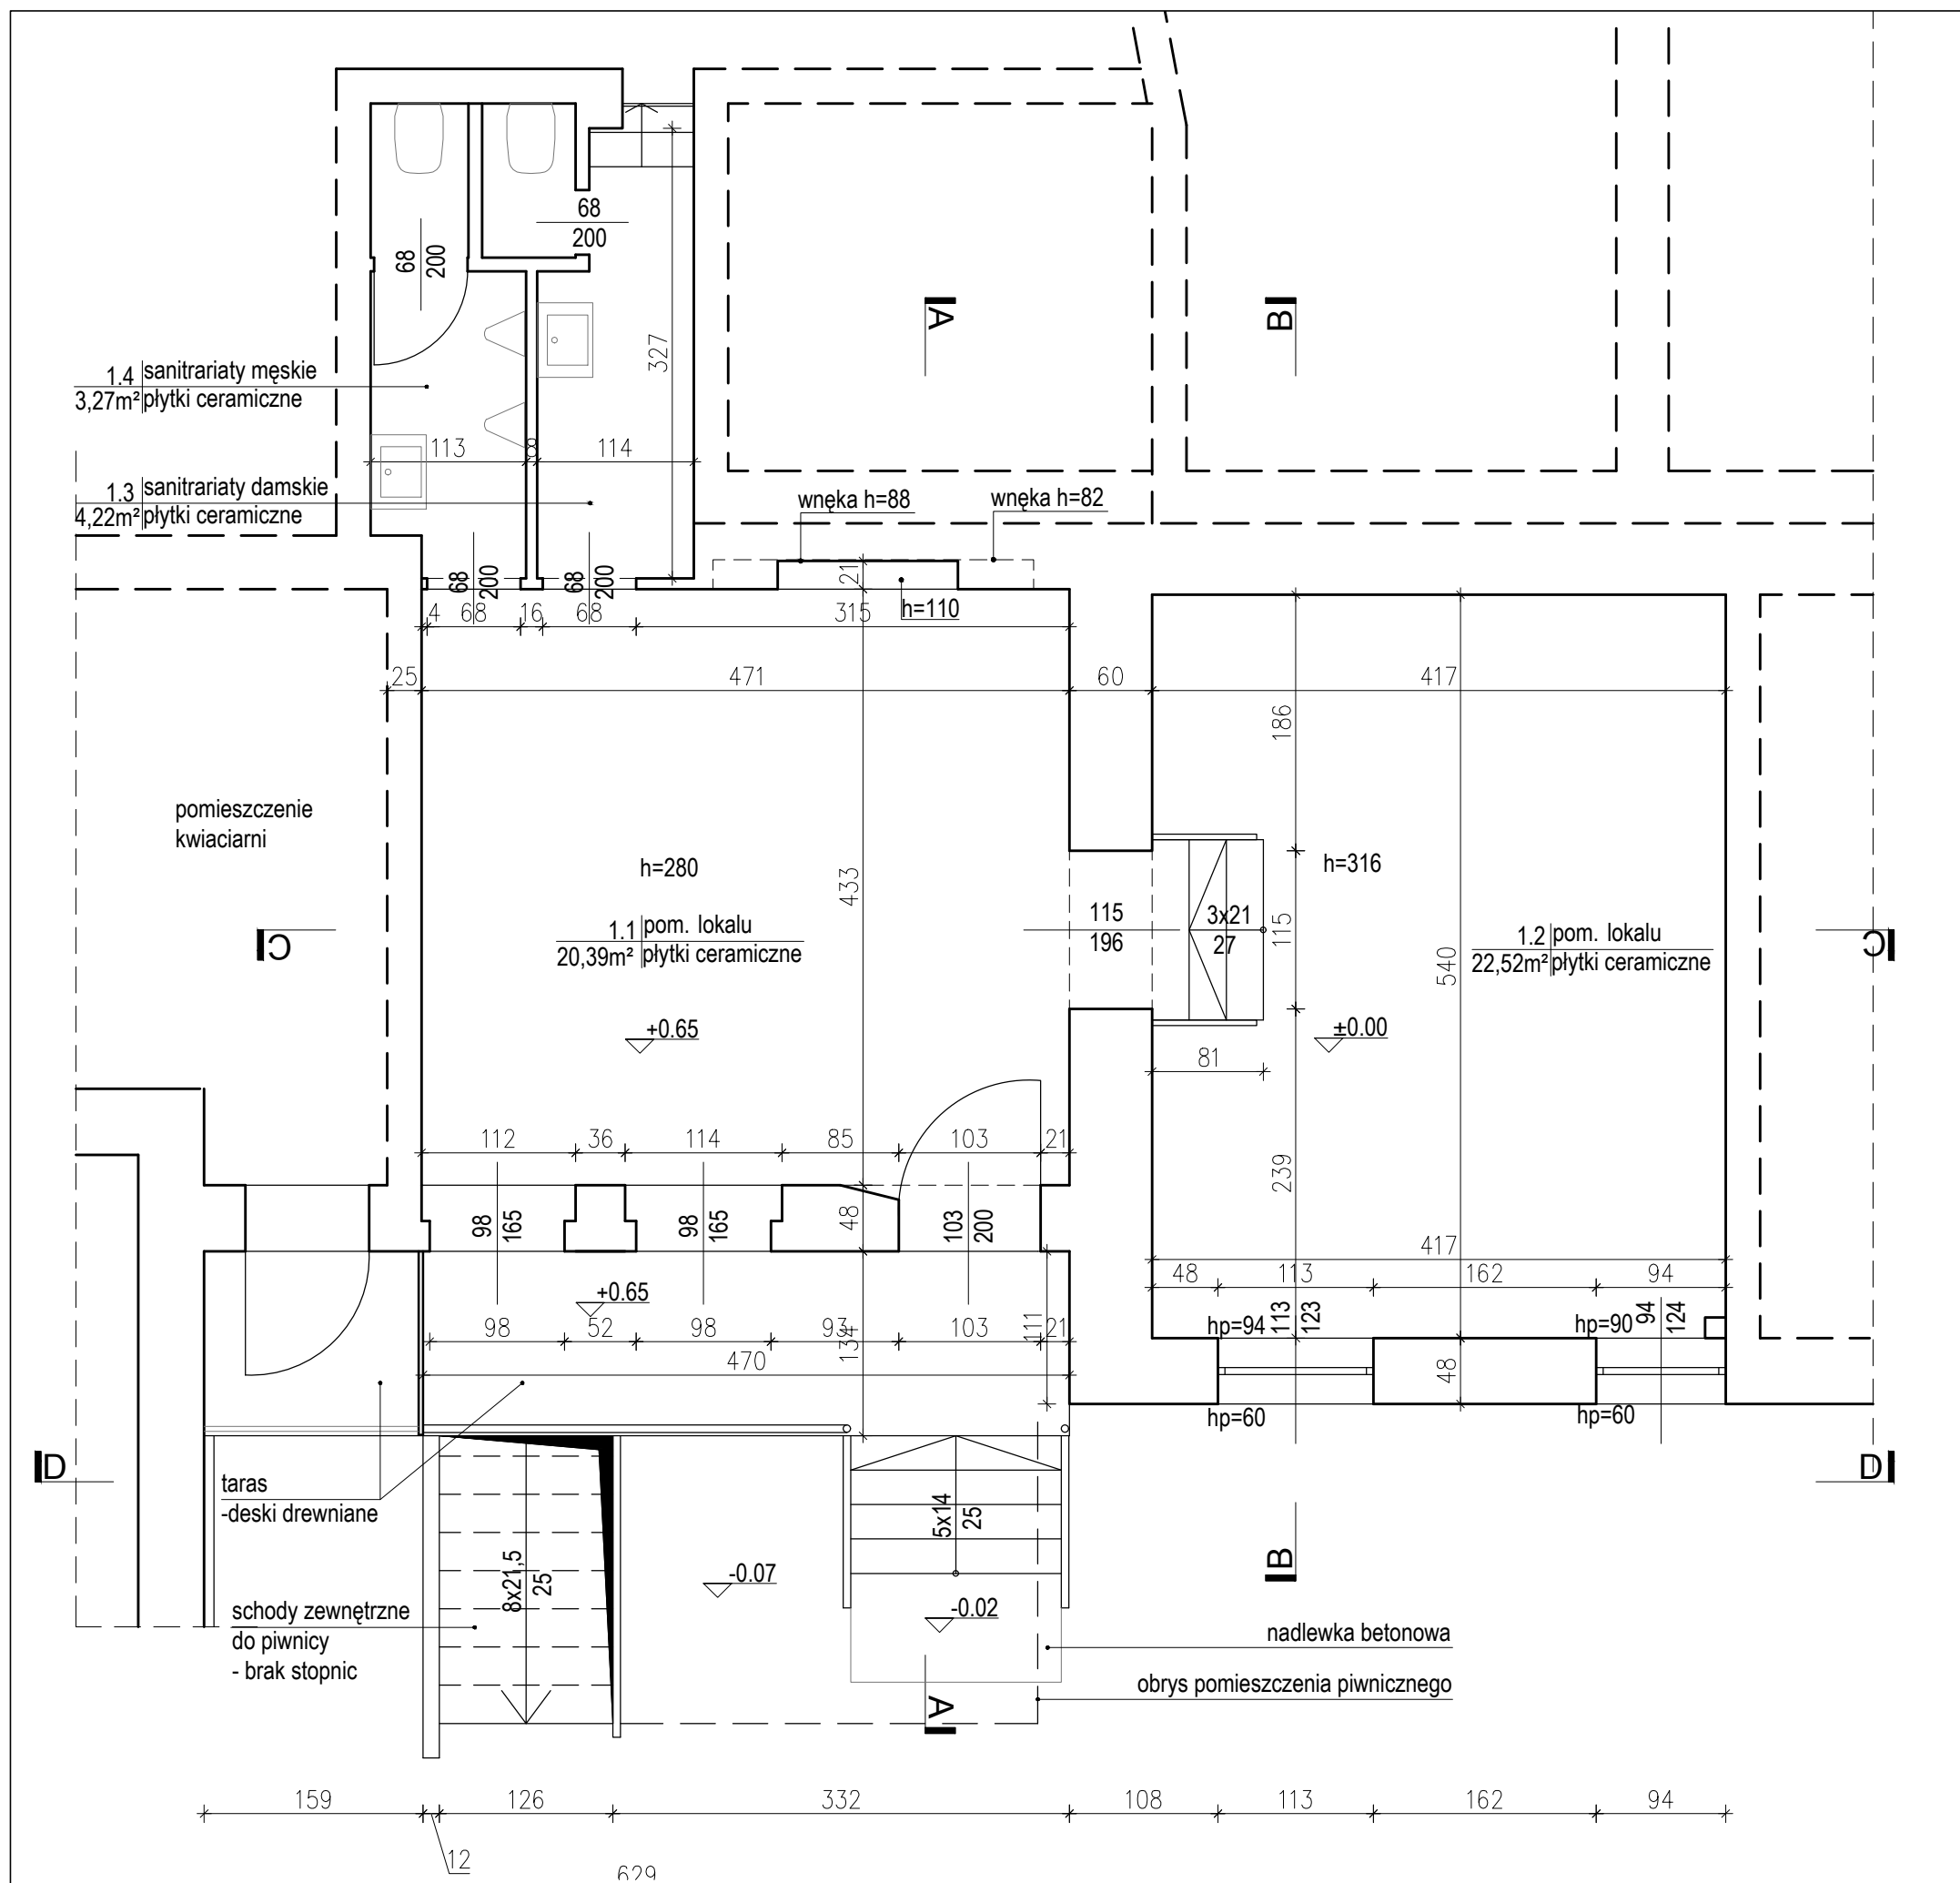 68
200
68
200
A
B
327
1.4 sanitrariaty męskie
3,27m² płytki ceramiczne
113
8
114
1.3 sanitrariaty damskie
4,22m² płytki ceramiczne
wnęka h=88
wnęka h=82
21
h=110
68
200
68
200
4
68
16
68
315
25
471
60
417
186
pomieszczenie
kwiaciarni
h=280
433
h=316
115
196
3x21
27
115
C
1.1 pom. lokalu
20,39m² płytki ceramiczne
540
1.2 pom. lokalu
22,52m² płytki ceramiczne
C
+0.65
±0.00
81
112
36
114
85
103
21
239
98
165
98
165
48
103
200
417
48
113
162
94
+0.65
98
52
98
93
103
21
111
134
470
hp=94
113
123
hp=90
94
124
48
hp=60
hp=60
D
D
taras
-deski drewniane
5x14
25
8x21,5
25
-0.07
B
schody zewnętrzne
do piwnicy
- brak stopnic
-0.02
nadlewka betonowa
obrys pomieszczenia piwnicznego
A
159
126
332
108
113
162
94
12
629